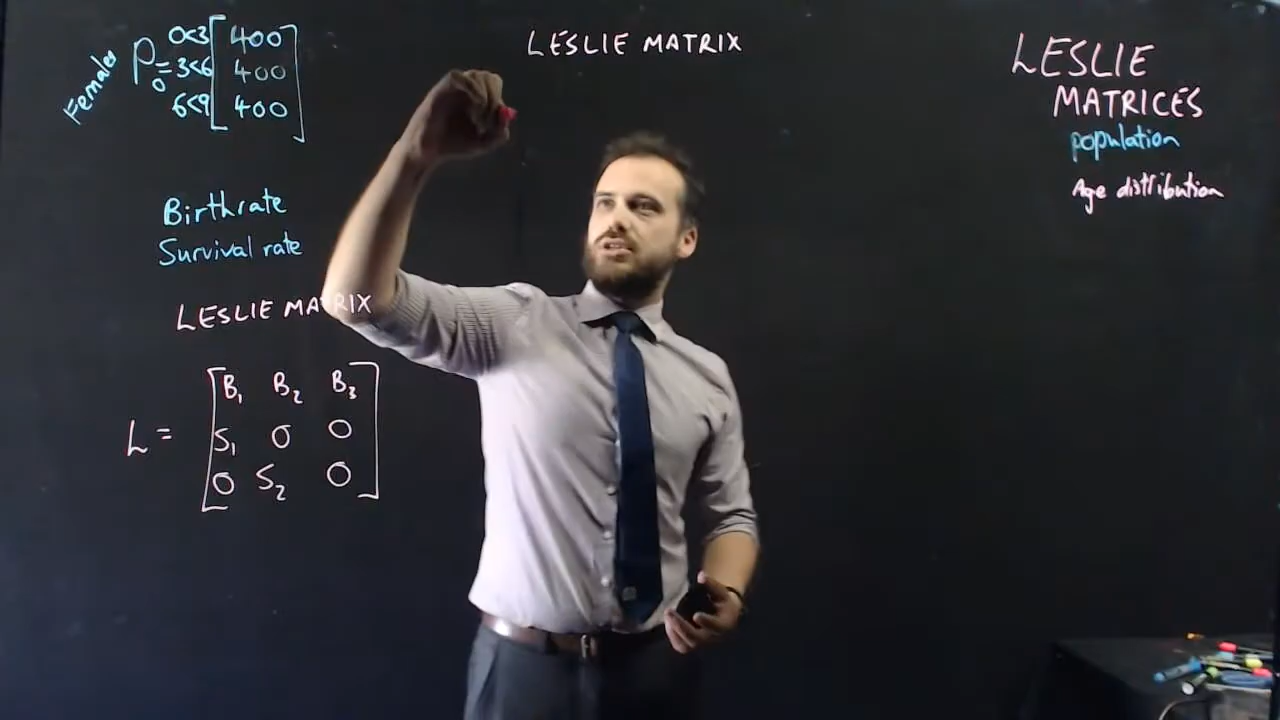 Females
P₀ =
0<3 [400]
3<6 [400]
6<9 [400]
Birthrate
Survival rate
LESLIE MATRIX
L = [B₁ B₂ B₃]
[S₁ 0 0]
[0 S₂ 0]
LESLIE MATRIX
LESLIE
MATRICES
population
Age distribution